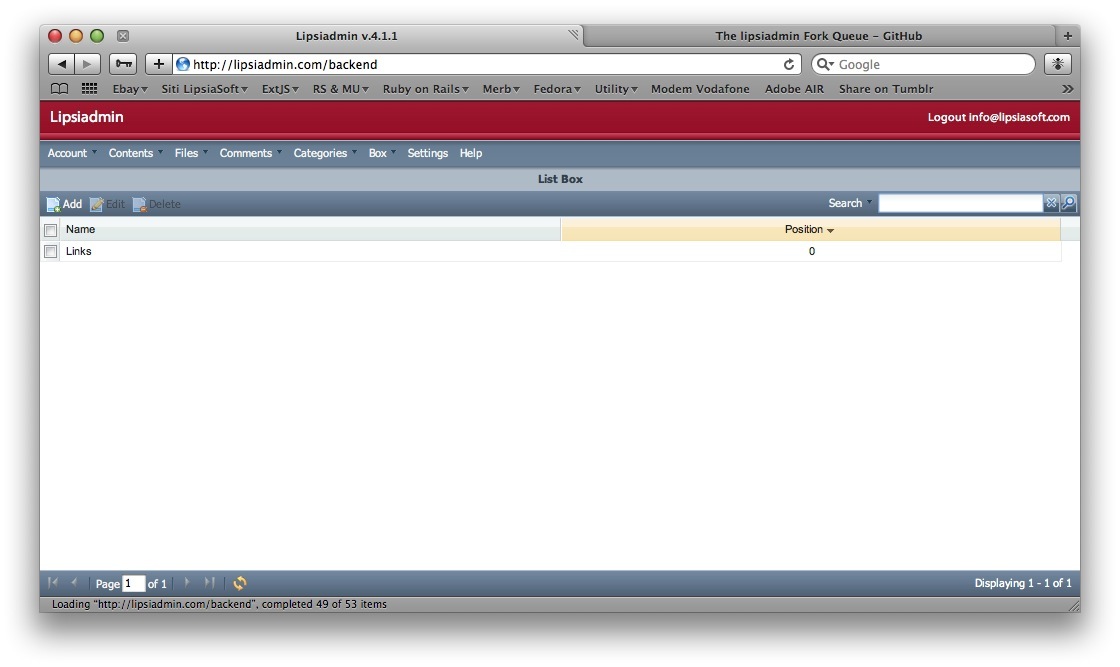 Lipsiadmin v.4.1.1 The lipsiadmin Fork Queue – GitHub
http://lipsiadmin.com/backend Google
Ebay Siti LipsiaSoft ExtJS RS & MU Ruby on Rails Merb Fedora Utility Modem Vodafone Adobe AIR Share on Tumblr
Lipsiadmin Logout info@lipsiasoft.com
Account Contents Files Comments Categories Box Settings Help
List Box
Add Edit Delete Search
Name Position
Links 0
Page 1 of 1 Displaying 1 - 1 of 1
Loading “http://lipsiadmin.com/backend”, completed 49 of 53 items